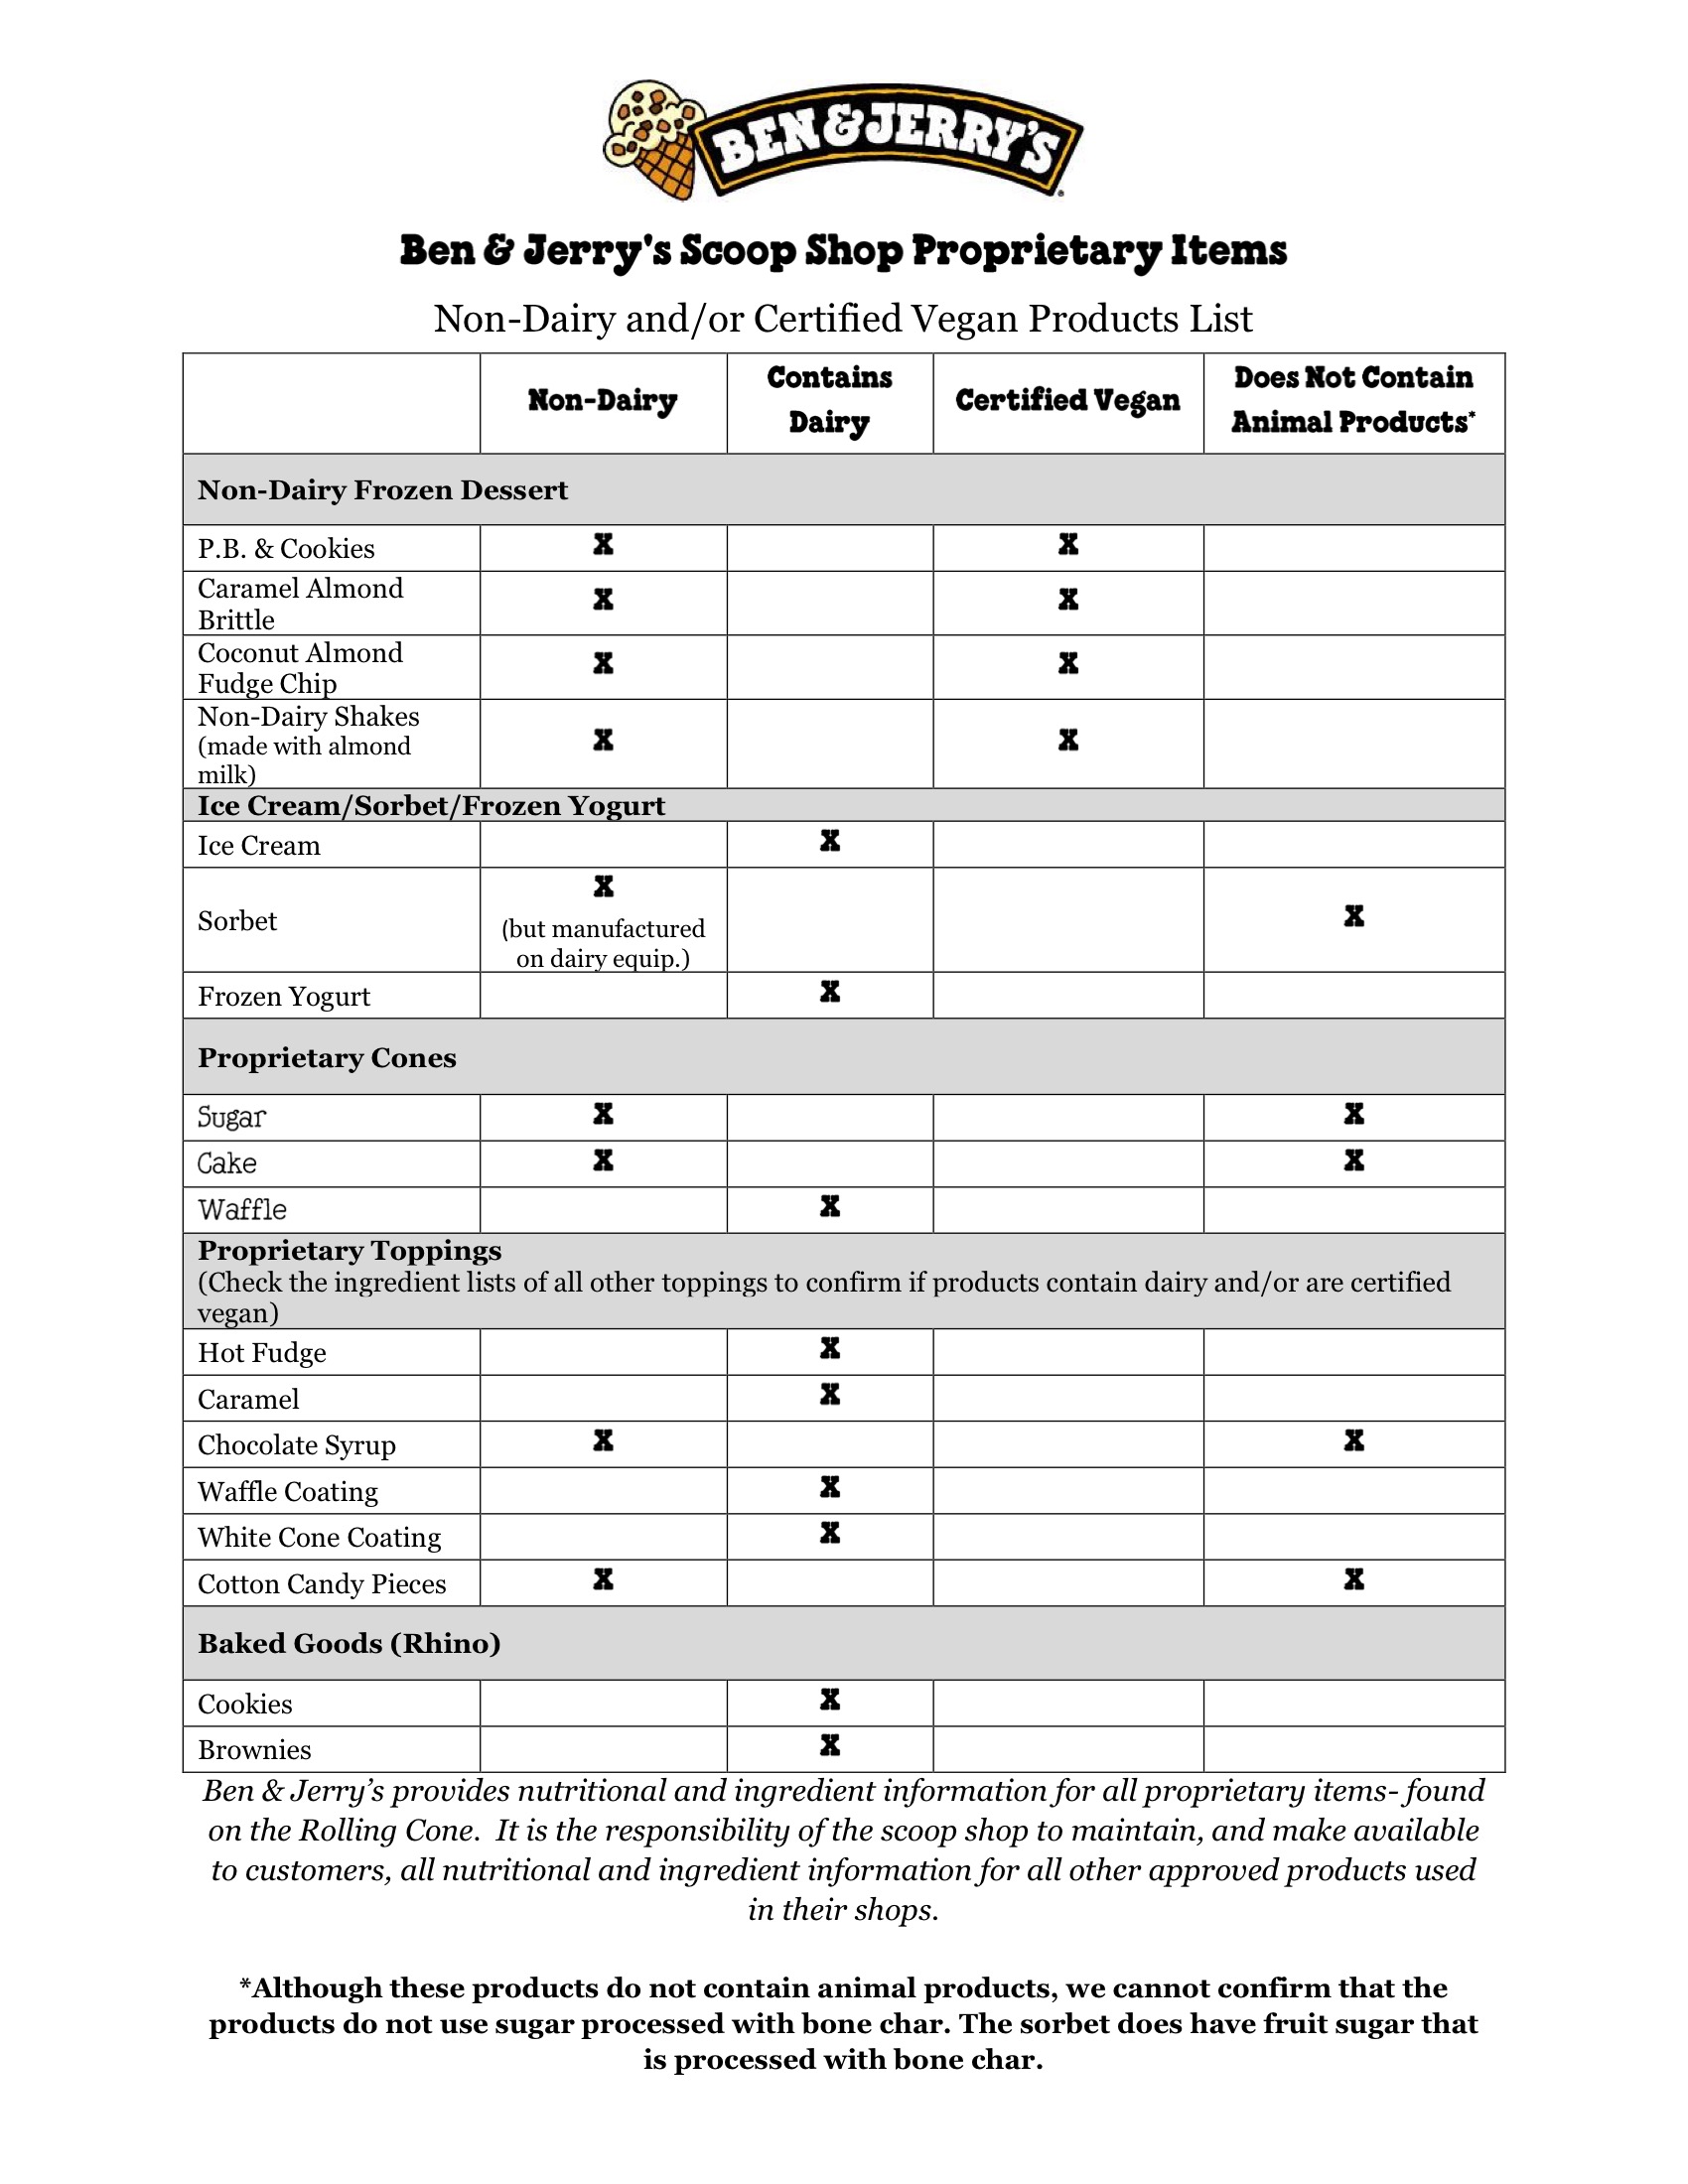 BEN & JERRY'S®
Ben & Jerry's Scoop Shop Proprietary Items
Non-Dairy and/or Certified Vegan Products List
Non-Dairy Contains Dairy Certified Vegan Does Not Contain Animal Products*
Non-Dairy Frozen Dessert
P.B. & Cookies X X
Caramel Almond Brittle X X
Coconut Almond Fudge Chip X X
Non-Dairy Shakes (made with almond milk) X X
Ice Cream/Sorbet/Frozen Yogurt
Ice Cream X
Sorbet X (but manufactured on dairy equip.) X
Frozen Yogurt X
Proprietary Cones
Sugar X X
Cake X X
Waffle X
Proprietary Toppings
(Check the ingredient lists of all other toppings to confirm if products contain dairy and/or are certified
vegan)
Hot Fudge X
Caramel X
Chocolate Syrup X X
Waffle Coating X
White Cone Coating X
Cotton Candy Pieces X X
Baked Goods (Rhino)
Cookies X
Brownies X
Ben & Jerry's provides nutritional and ingredient information for all proprietary items- found
on the Rolling Cone.  It is the responsibility of the scoop shop to maintain, and make available
to customers, all nutritional and ingredient information for all other approved products used
in their shops.
*Although these products do not contain animal products, we cannot confirm that the
products do not use sugar processed with bone char. The sorbet does have fruit sugar that
is processed with bone char.